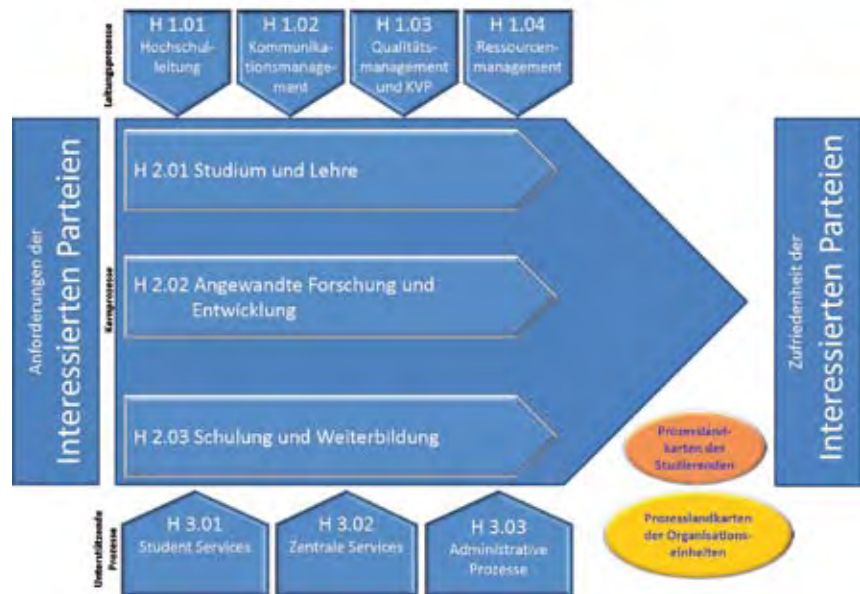 Leitungsprozesse
H 1.01
Hochschul-
leitung
H 1.02
Kommunika-
tionsmanage-
ment
H 1.03
Qualitäts-
management
und KVP
H 1.04
Ressourcen-
management
Anforderungen der
Interessierten Parteien
Kernprozesse
H 2.01 Studium und Lehre
H 2.02 Angewandte Forschung und
Entwicklung
H 2.03 Schulung und Weiterbildung
Zufriedenheit der
Interessierten Parteien
Prozessland-
karten der
Studierenden
Prozesslandkarten
der Organisations-
einheiten
Unterstützende
Prozesse
H 3.01
Student Services
H 3.02
Zentrale Services
H 3.03
Administrative
Prozesse